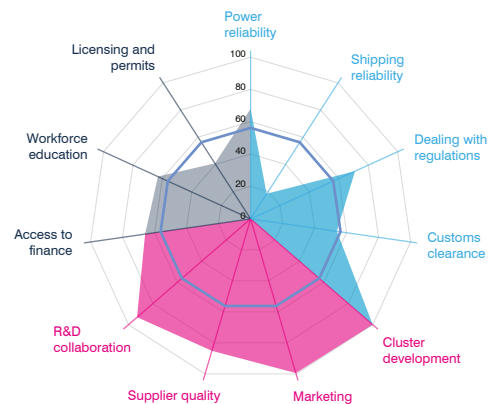 Power
reliability
Shipping
reliability
Dealing with
regulations
Customs
clearance
Cluster
development
Marketing
Supplier quality
R&D
collaboration
Access to
finance
Workforce
education
Licensing and
permits
100
80
60
40
20
0